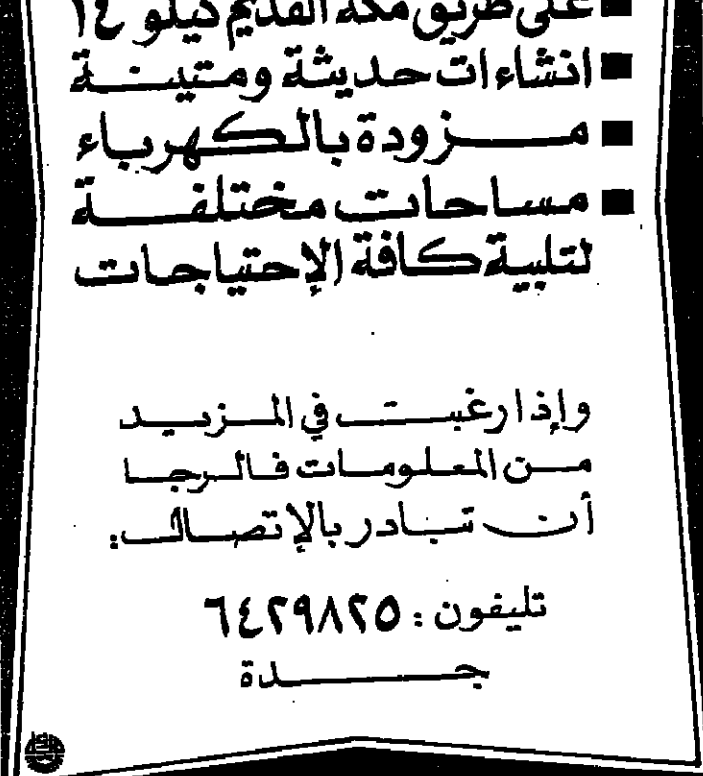 ■ على طريق مكة القديم كيلو ١٤
■ انشاءات حديثة ومتينة
■ مزودة بالكهرباء
■ مساحات مختلفة
لتلبية كافة الإحتياجات
وإذا رغبت في المزيد
من المعلومات فالرجا
أن تبادر بالإتصال:
تليفون: ٦٤٢٩٨٢٥
جدة